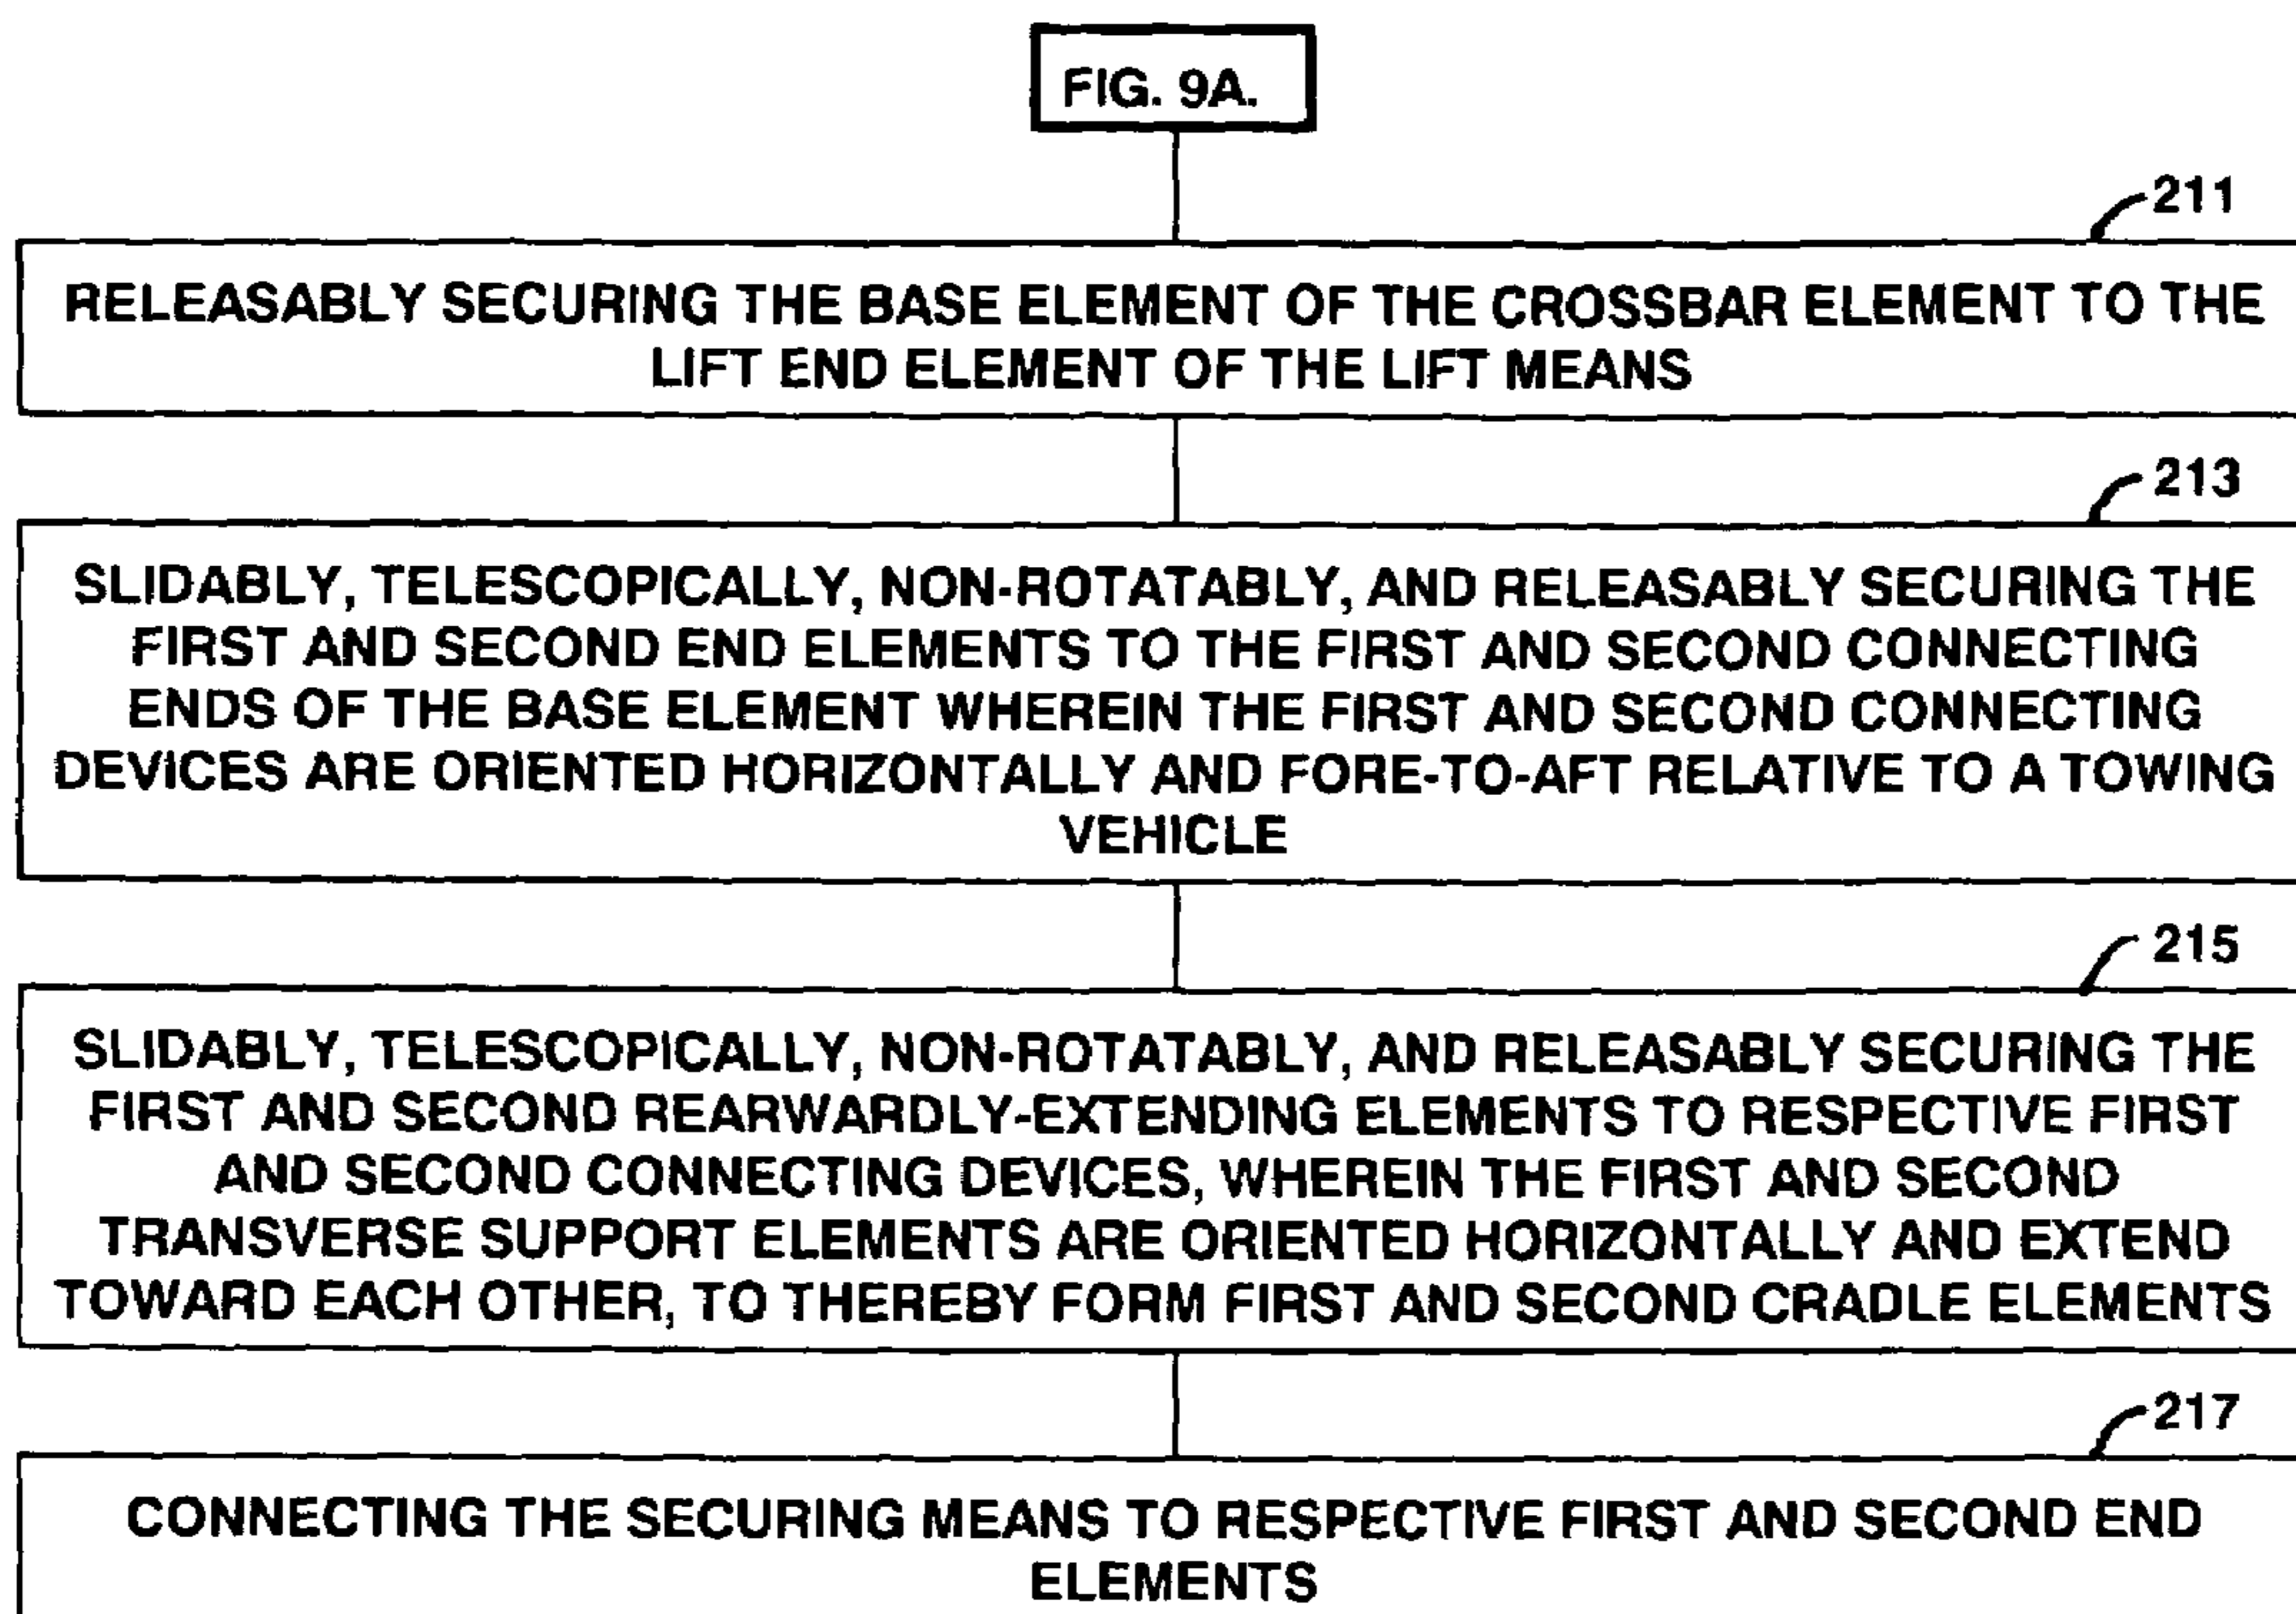 FIG. 9A.
211
RELEASABLY SECURING THE BASE ELEMENT OF THE CROSSBAR ELEMENT TO THE
LIFT END ELEMENT OF THE LIFT MEANS
213
SLIDABLY, TELESCOPICALLY, NON-ROTATABLY, AND RELEASABLY SECURING THE
FIRST AND SECOND END ELEMENTS TO THE FIRST AND SECOND CONNECTING
ENDS OF THE BASE ELEMENT WHEREIN THE FIRST AND SECOND CONNECTING
DEVICES ARE ORIENTED HORIZONTALLY AND FORE-TO-AFT RELATIVE TO A TOWING
VEHICLE
215
SLIDABLY, TELESCOPICALLY, NON-ROTATABLY, AND RELEASABLY SECURING THE
FIRST AND SECOND REARWARDLY-EXTENDING ELEMENTS TO RESPECTIVE FIRST
AND SECOND CONNECTING DEVICES, WHEREIN THE FIRST AND SECOND
TRANSVERSE SUPPORT ELEMENTS ARE ORIENTED HORIZONTALLY AND EXTEND
TOWARD EACH OTHER, TO THEREBY FORM FIRST AND SECOND CRADLE ELEMENTS
217
CONNECTING THE SECURING MEANS TO RESPECTIVE FIRST AND SECOND END
ELEMENTS